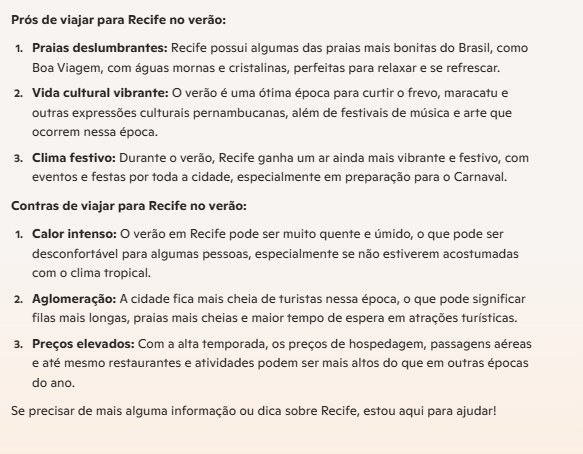 Prós de viajar para Recife no verão:
1. Praias deslumbrantes: Recife possui algumas das praias mais bonitas do Brasil, como
Boa Viagem, com águas mornas e cristalinas, perfeitas para relaxar e se refrescar.
2. Vida cultural vibrante: O verão é uma ótima época para curtir o frevo, maracatu e
outras expressões culturais pernambucanas, além de festivais de música e arte que
ocorrem nessa época.
3. Clima festivo: Durante o verão, Recife ganha um ar ainda mais vibrante e festivo, com
eventos e festas por toda a cidade, especialmente em preparação para o Carnaval.
Contras de viajar para Recife no verão:
1. Calor intenso: O verão em Recife pode ser muito quente e úmido, o que pode ser
desconfortável para algumas pessoas, especialmente se não estiverem acostumadas
com o clima tropical.
2. Aglomeração: A cidade fica mais cheia de turistas nessa época, o que pode significar
filas mais longas, praias mais cheias e maior tempo de espera em atrações turísticas.
3. Preços elevados: Com a alta temporada, os preços de hospedagem, passagens aéreas
e até mesmo restaurantes e atividades podem ser mais altos do que em outras épocas
do ano.
Se precisar de mais alguma informação ou dica sobre Recife, estou aqui para ajudar!